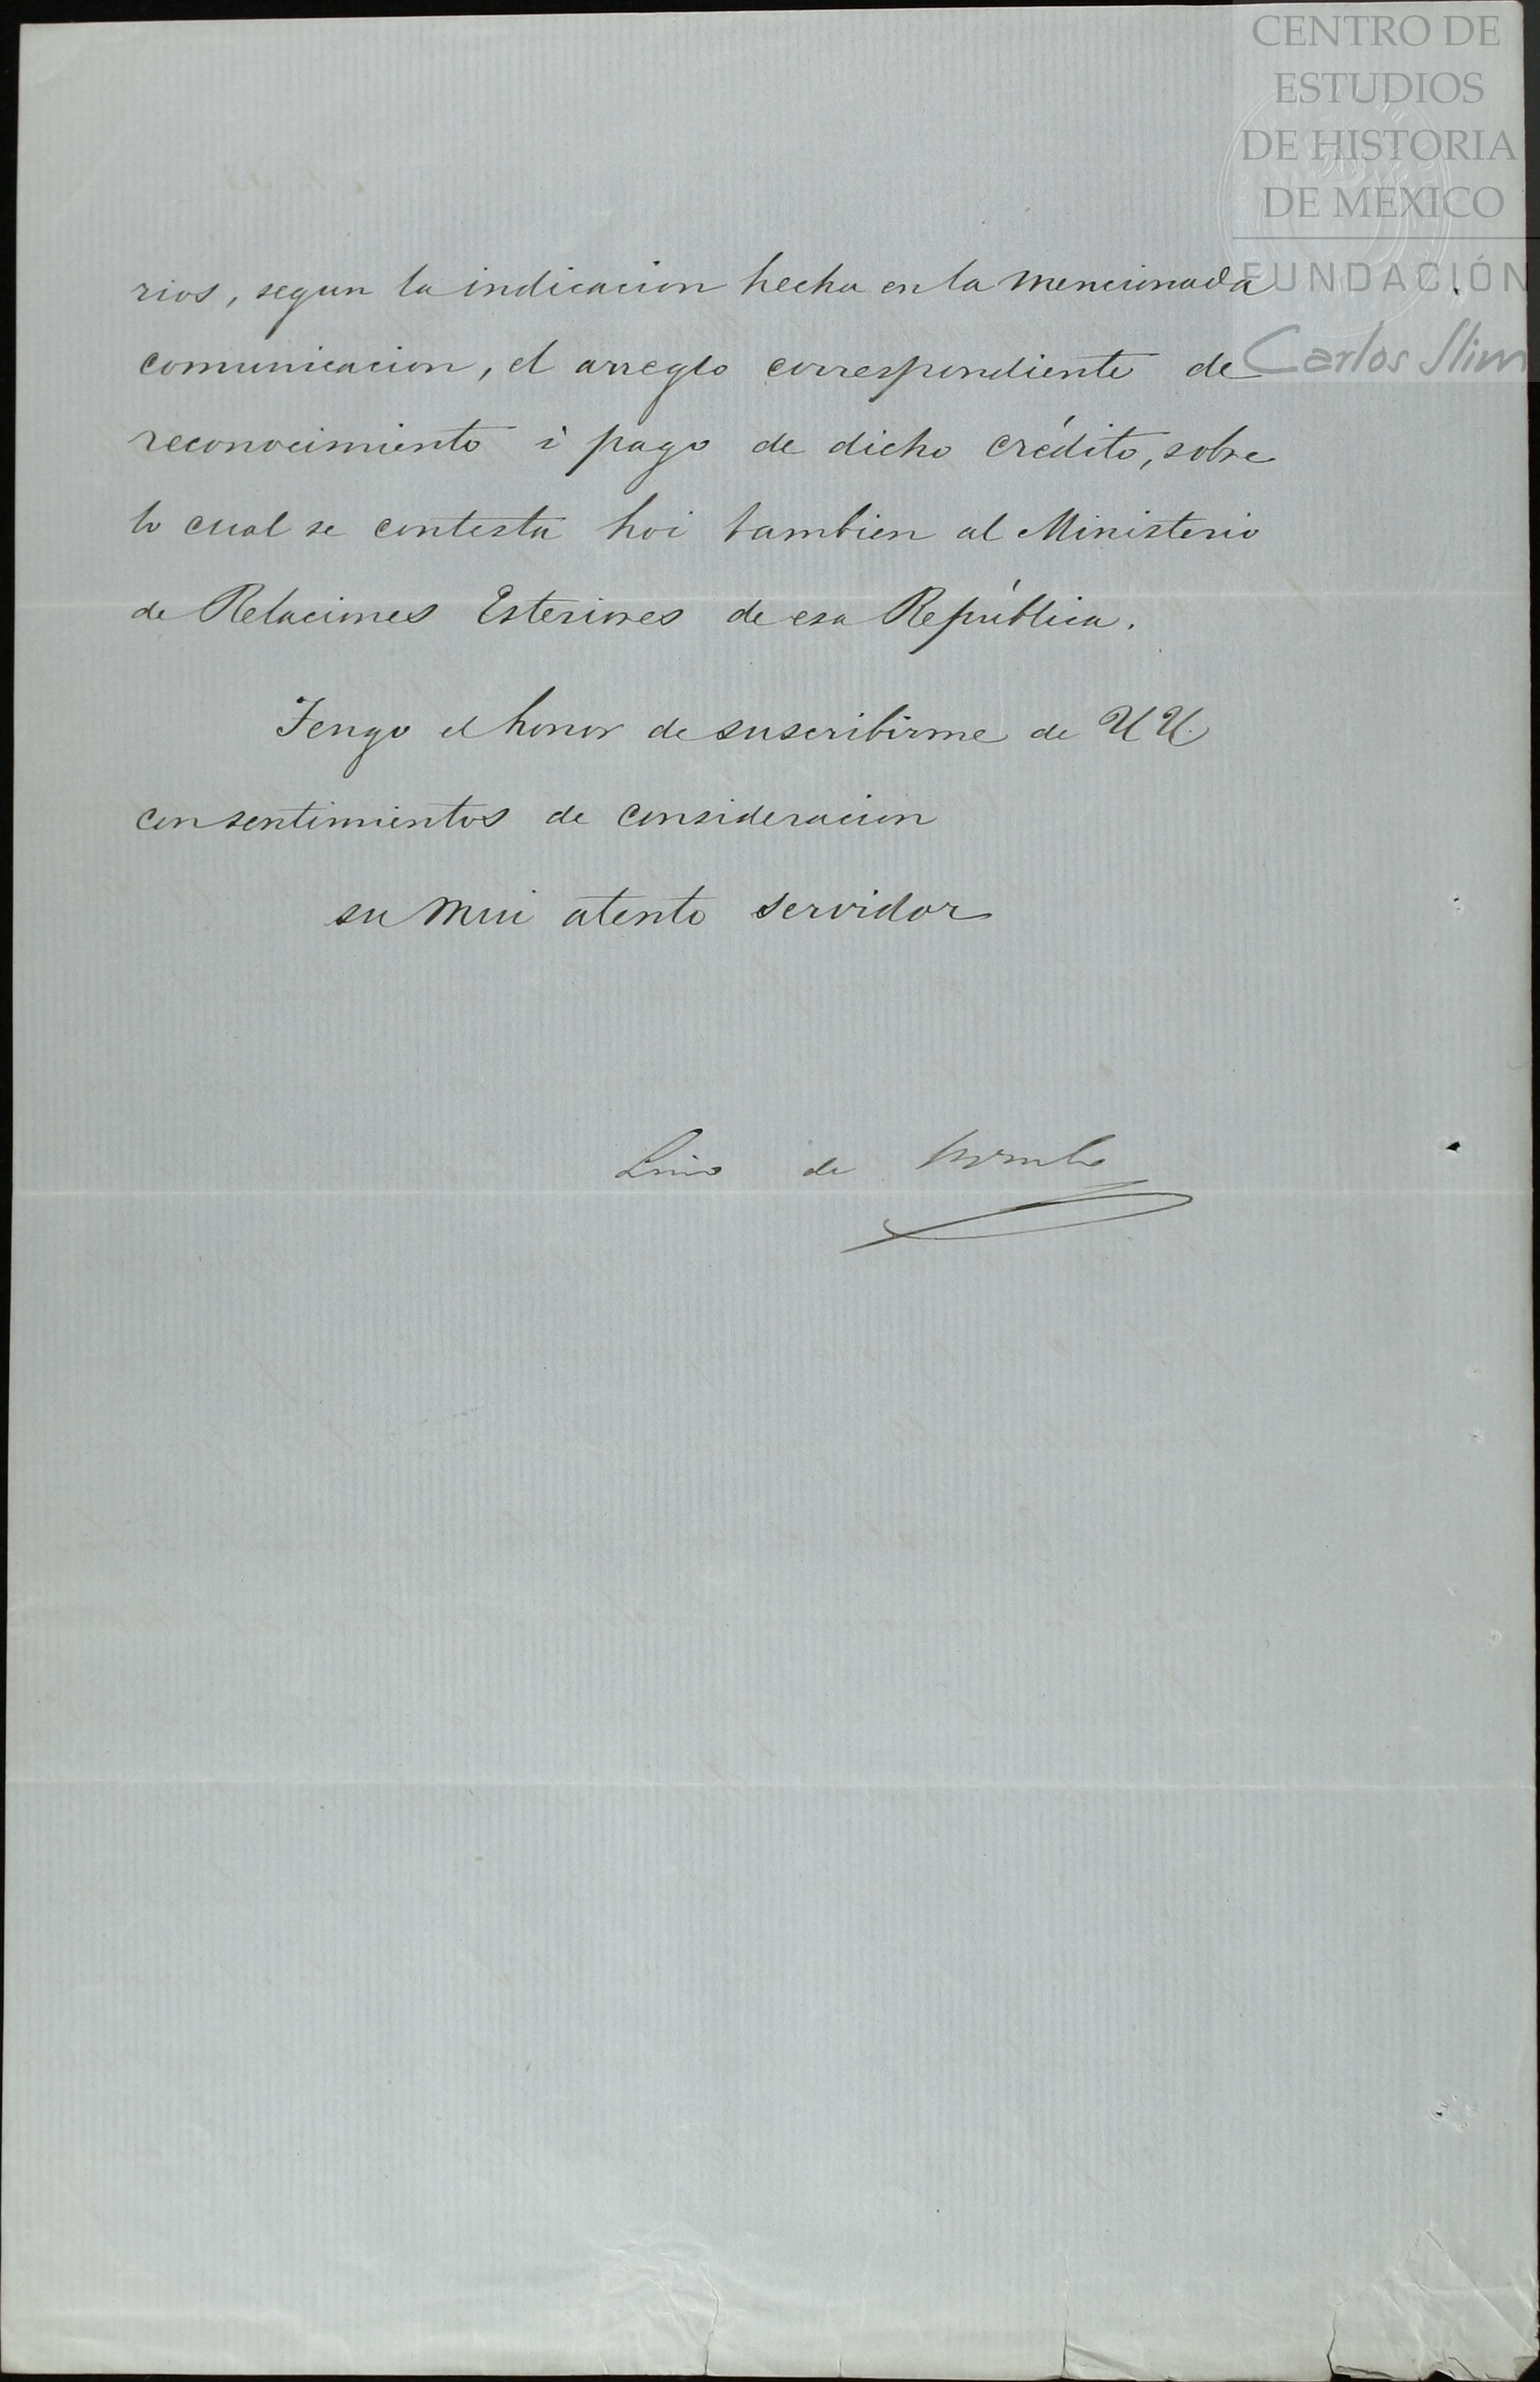 CENTRO DE
ESTUDIOS
DE HISTORIA
DE MEXICO
FUNDACIÓN
Carlos Slim
rios, segun la indicacion hecha en la mencionada
comunicacion, el arreglo correspondiente de
reconocimiento i pago de dicho crédito, sobre
lo cual se contesta hoi tambien al Ministerio
de Relaciones Esteriores de esa República.
Tengo el honor de suscribirme de UU.
con sentimientos de consideracion
su mui atento servidor
Lino de